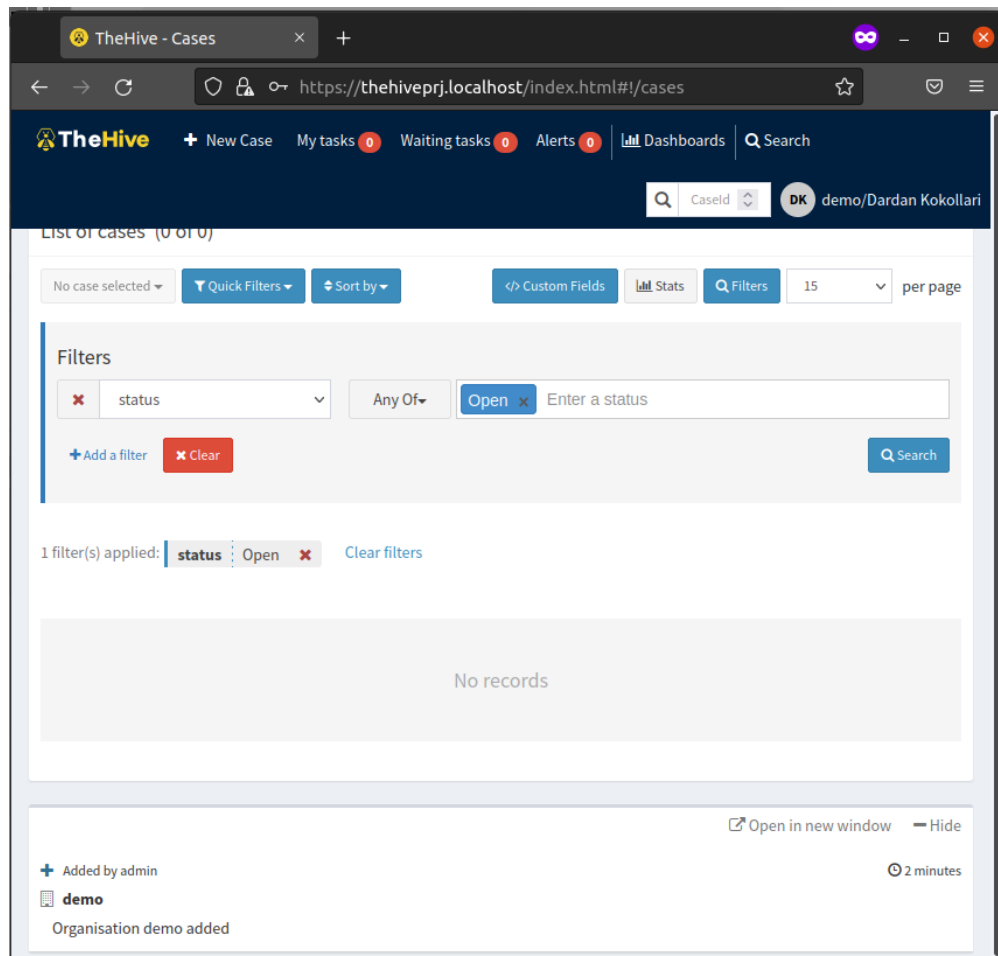 TheHive - Cases
https://thehiveprj.localhost/index.html#!/cases
TheHive New Case My tasks 0 Waiting tasks 0 Alerts 0 Dashboards Search
CaseId DK demo/Dardan Kokollari
List of cases (0 of 0)
No case selected Quick Filters Sort by </> Custom Fields Stats Filters 15 per page
Filters
status Any Of Open Enter a status
Add a filter Clear Search
1 filter(s) applied: status Open Clear filters
No records
Open in new window Hide
Added by admin 2 minutes
demo
Organisation demo added